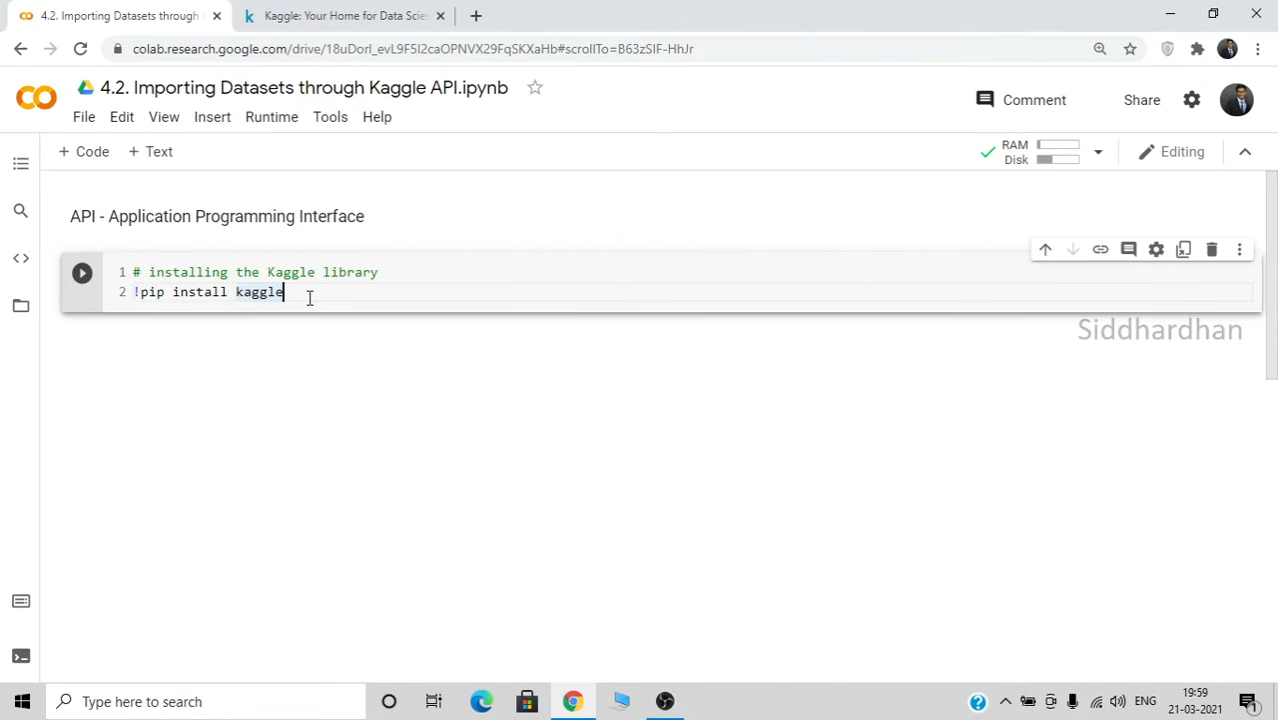 4.2. Importing Datasets through
Kaggle: Your Home for Data Scie
colab.research.google.com/drive/18uDorl_evL9F5I2caOPNVX29FqSKXaHb#scrollTo=B63zSIF-HhJr
4.2. Importing Datasets through Kaggle API.ipynb
Comment
Share
File Edit View Insert Runtime Tools Help
+ Code + Text
RAM
Disk
Editing
API - Application Programming Interface
1 # installing the Kaggle library
2 !pip install kaggle
Siddhardhan
Type here to search
ENG
19:59
21-03-2021
1